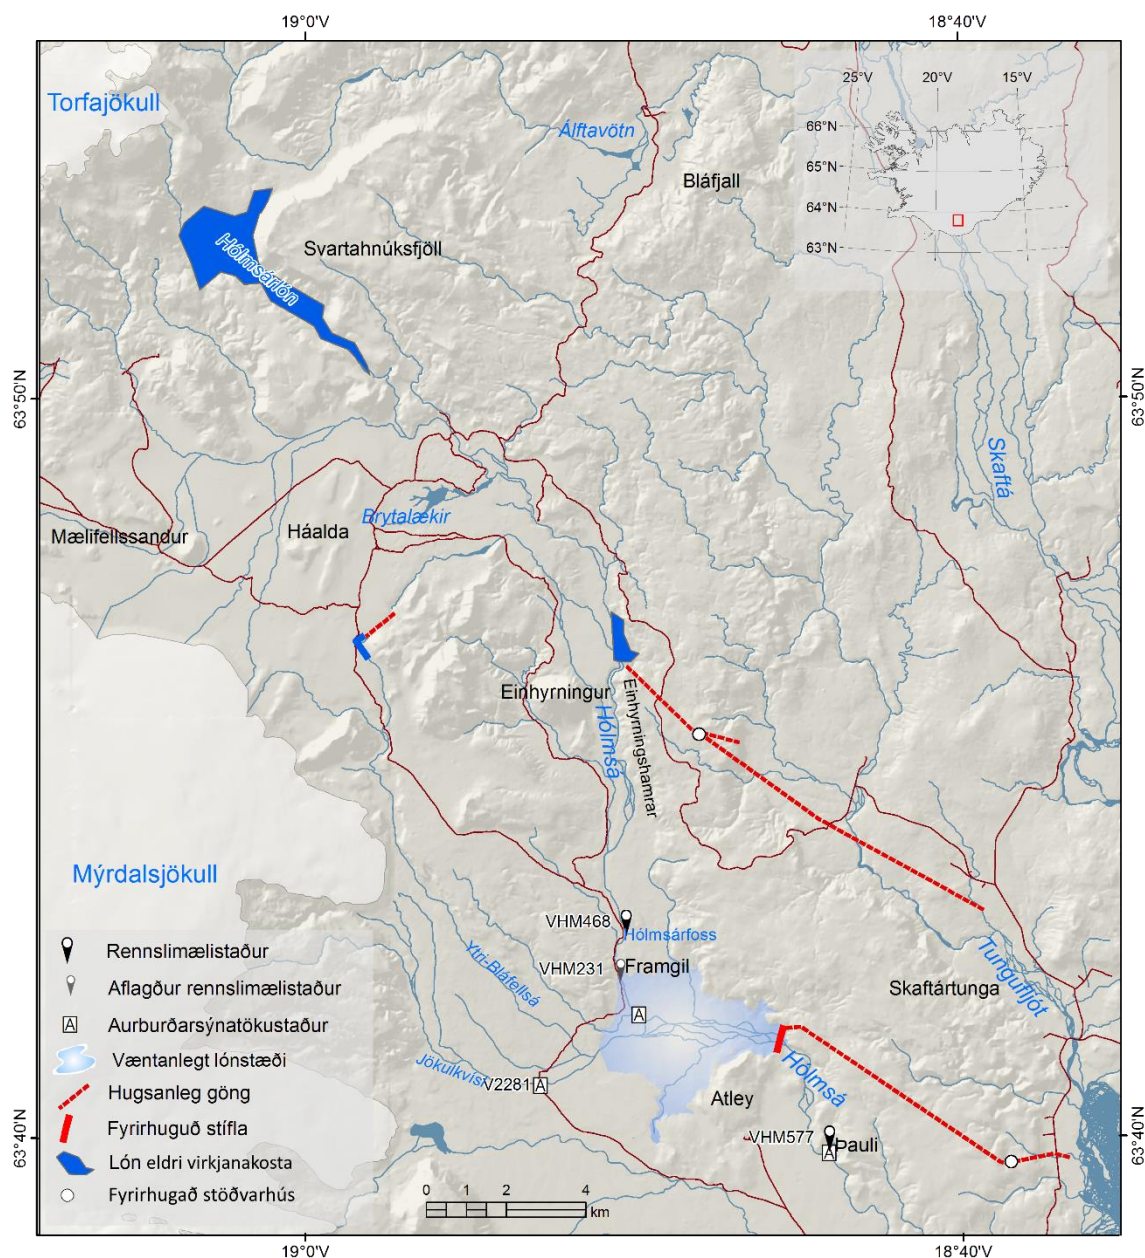 19°0'V
18°40'V
25°V
20°V
15°V
66°N
65°N
64°N
63°N
Torfajökull
Álftavötn
Bláfjall
Svartahnúksfjöll
Hólmsárlón
63°50'N
63°50'N
Skaftá
Brytalækir
Mælifellssandur
Háalda
Einhyrningur
Hólmsá
Einhyrningshamrar
Mýrdalsjökull
VHM468
Hólmsárfoss
VHM231
Framgil
Ytri-Bláfellsá
Tungufljót
Skaftártunga
Jökulkvísl
V2281
A
A
Hólmsá
Atley
VHM577
Þauli
A
63°40'N
63°40'N
Rennslimælistaður
Aflagður rennslimælistaður
A
Aurburðarsýnatökustaður
Væntanlegt lónstæði
Hugsanleg göng
Fyrirhuguð stífla
Lón eldri virkjanakosta
Fyrirhugað stöðvarhús
0 1 2 4
km
19°0'V
18°40'V